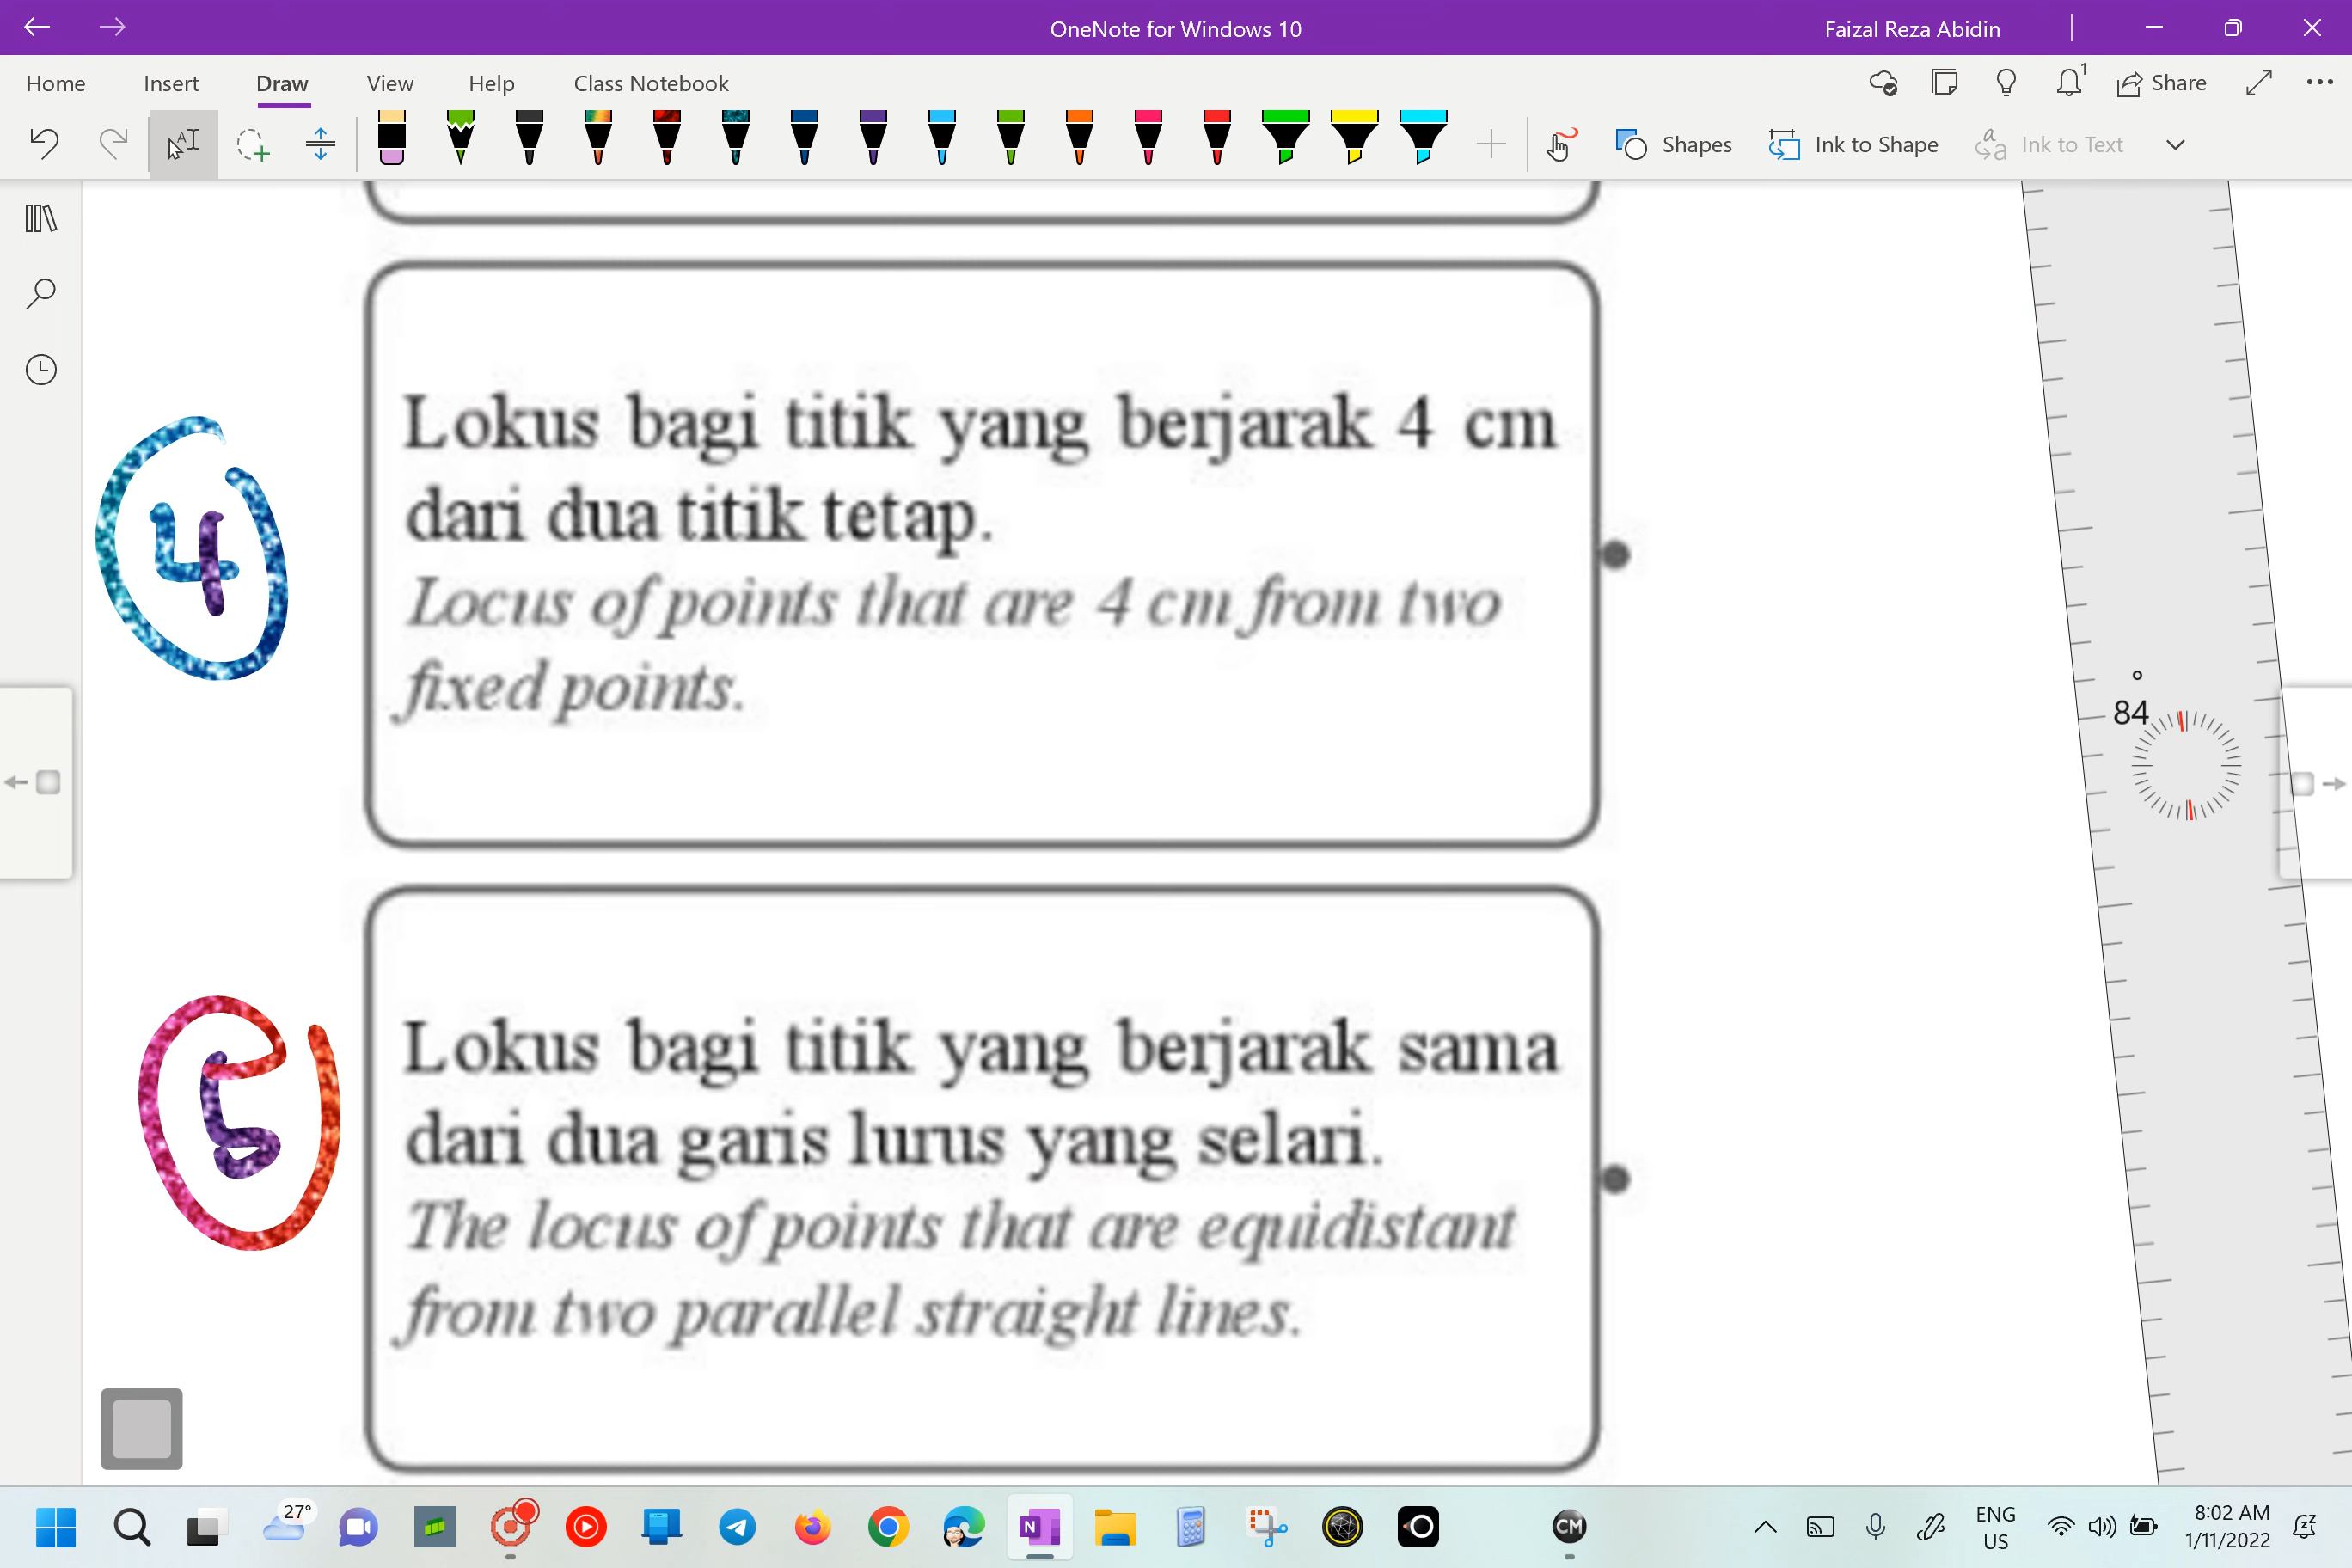 OneNote for Windows 10
Faizal Reza Abidin
Home Insert Draw View Help Class Notebook
1
Share
Shapes
Ink to Shape
Ink to Text
4
Lokus bagi titik yang berjarak 4 cm
dari dua titik tetap.
Locus of points that are 4 cm from two
fixed points.
84°
5
Lokus bagi titik yang berjarak sama
dari dua garis lurus yang selari.
The locus of points that are equidistant
from two parallel straight lines.
27°
N
CM
ENG
US
8:02 AM
1/11/2022